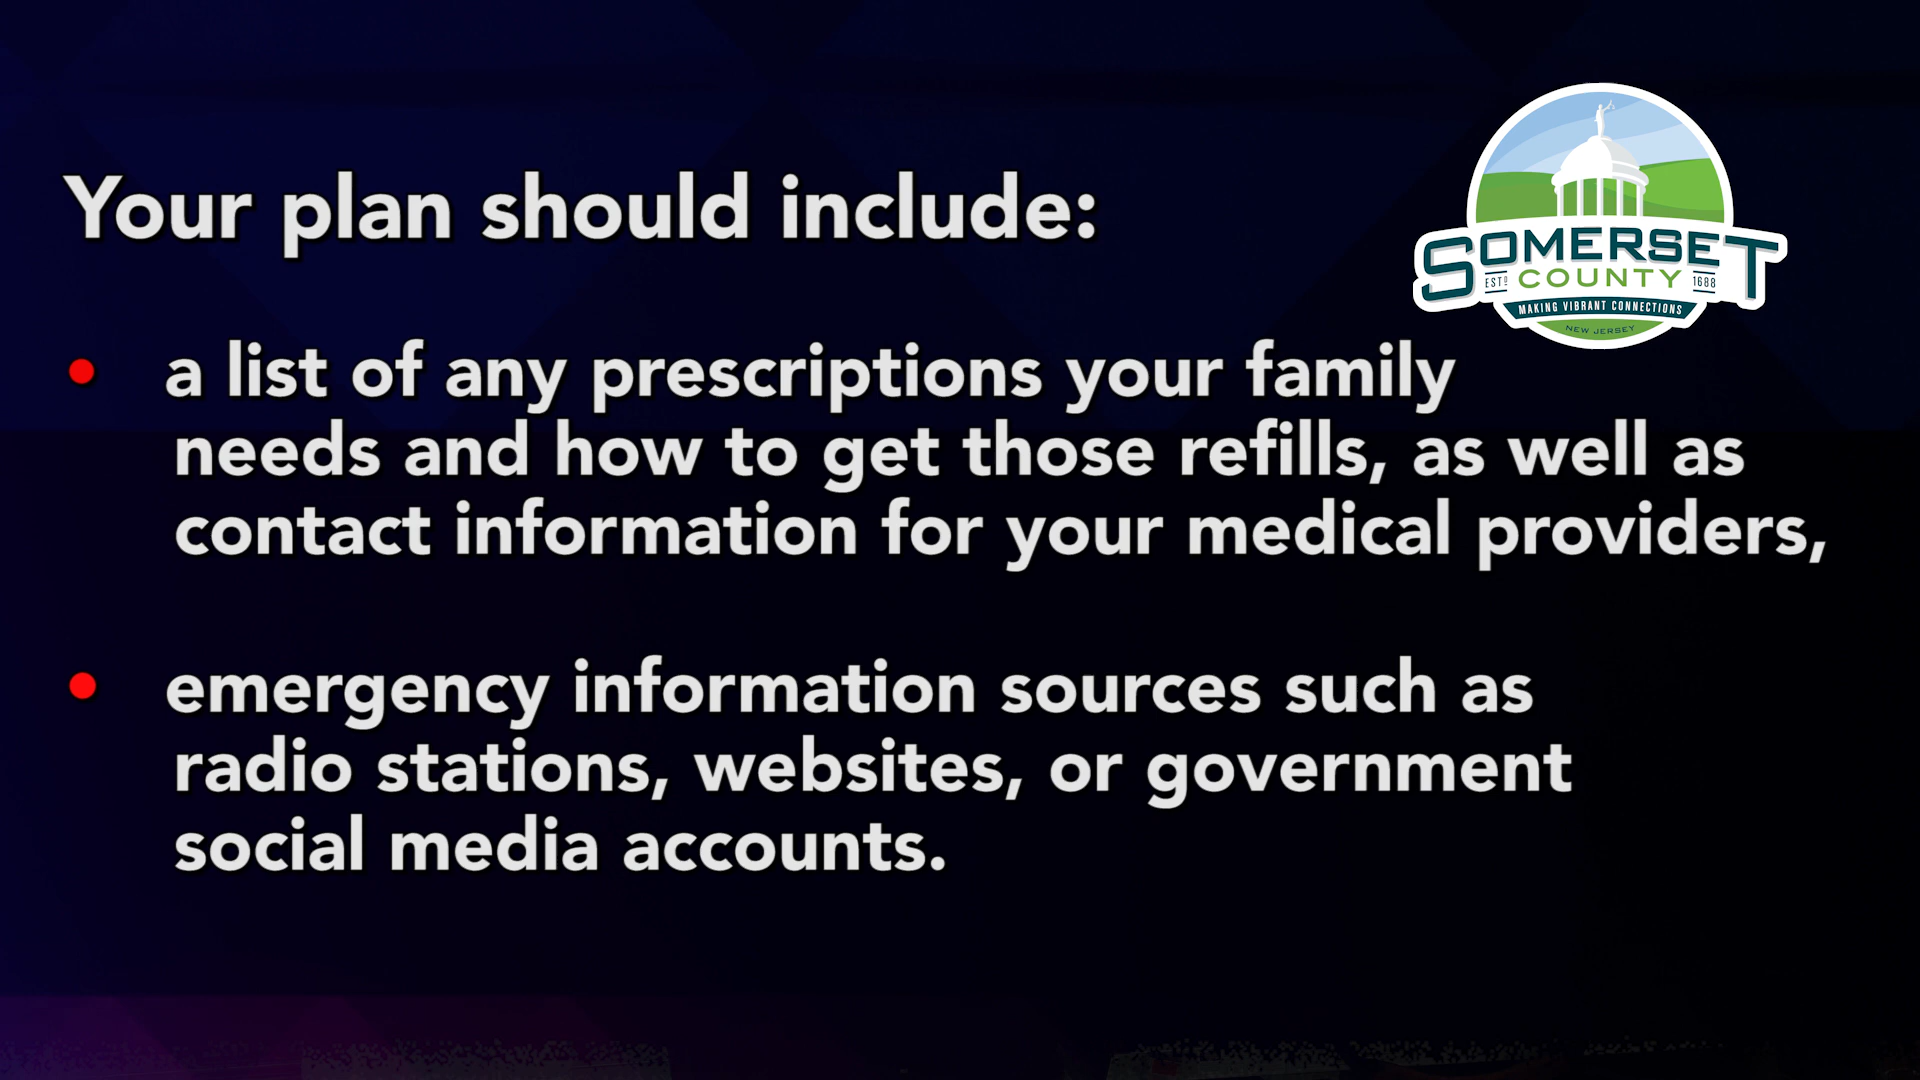 Your plan should include:
SOMERSET
ESTD COUNTY 1688
MAKING VIBRANT CONNECTIONS
NEW JERSEY
• a list of any prescriptions your family
needs and how to get those refills, as well as
contact information for your medical providers,
• emergency information sources such as
radio stations, websites, or government
social media accounts.